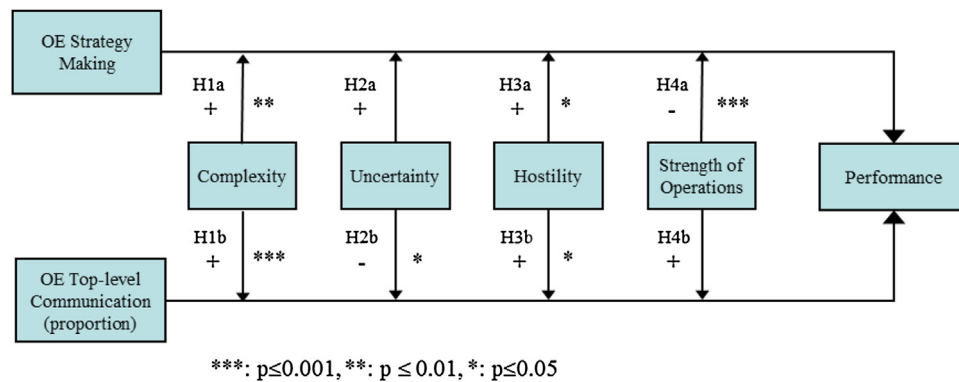 OE Strategy
Making
H1a
+
**
H2a
+
H3a
+
*
H4a
-
***
Complexity
Uncertainty
Hostility
Strength of
Operations
Performance
H1b
+
***
H2b
-
*
H3b
+
*
H4b
+
OE Top-level
Communication
(proportion)
***: p≤0.001, **: p ≤ 0.01, *: p≤0.05